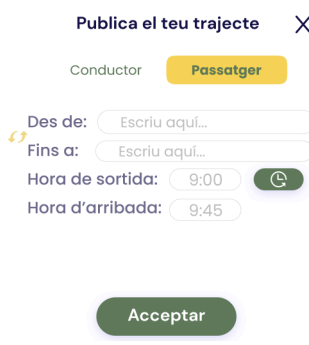 Publica el teu trajecte X
Conductor Passatger
Des de: Escriu aquí...
Fins a: Escriu aquí...
Hora de sortida: 9:00
Hora d'arribada: 9:45
Acceptar